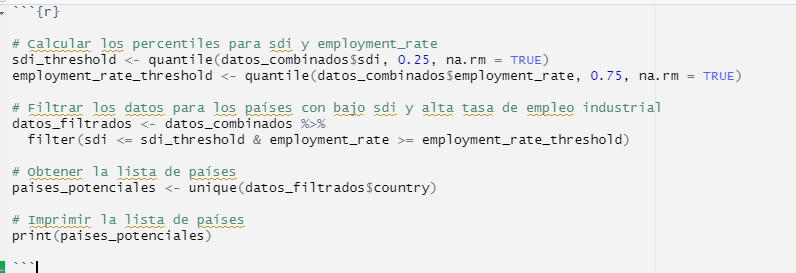 ```{r}
# Calcular los percentiles para sdi y employment_rate
sdi_threshold <- quantile(datos_combinados$sdi, 0.25, na.rm = TRUE)
employment_rate_threshold <- quantile(datos_combinados$employment_rate, 0.75, na.rm = TRUE)
# Filtrar los datos para los países con bajo sdi y alta tasa de empleo industrial
datos_filtrados <- datos_combinados %>%
filter(sdi <= sdi_threshold & employment_rate >= employment_rate_threshold)
# Obtener la lista de países
paises_potenciales <- unique(datos_filtrados$country)
# Imprimir la lista de países
print(paises_potenciales)
```